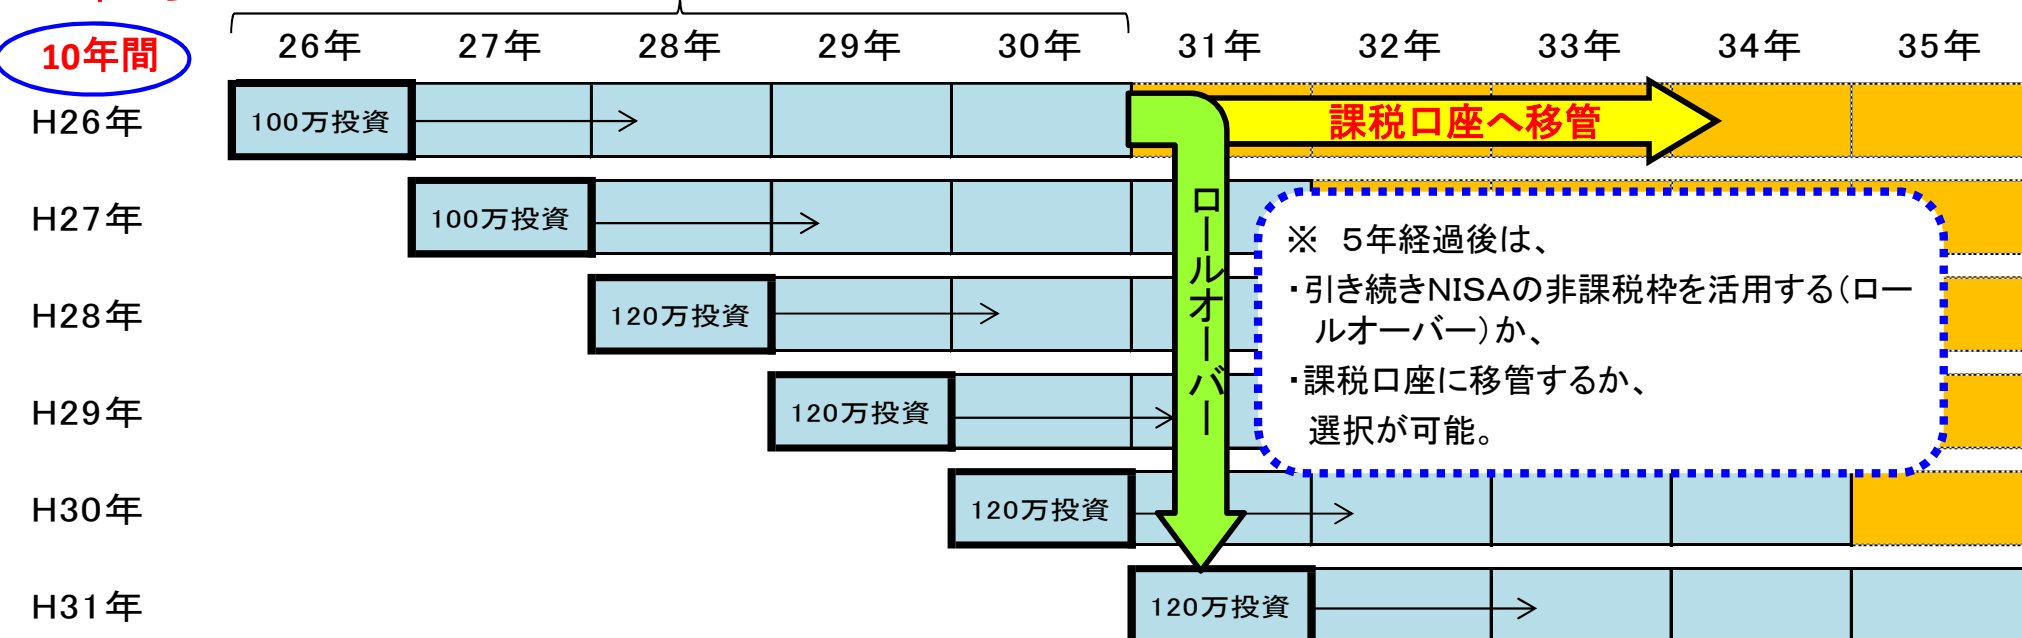 26年 27年 28年 29年 30年 31年 32年 33年 34年 35年
10年間
H26年 100万投資 課税口座へ移管
ロールオーバー
H27年 100万投資
※ 5年経過後は、
・引き続きNISAの非課税枠を活用する(ロー
ルオーバー)か、
・課税口座に移管するか、
選択が可能。
H28年 120万投資
H29年 120万投資
H30年 120万投資
H31年 120万投資